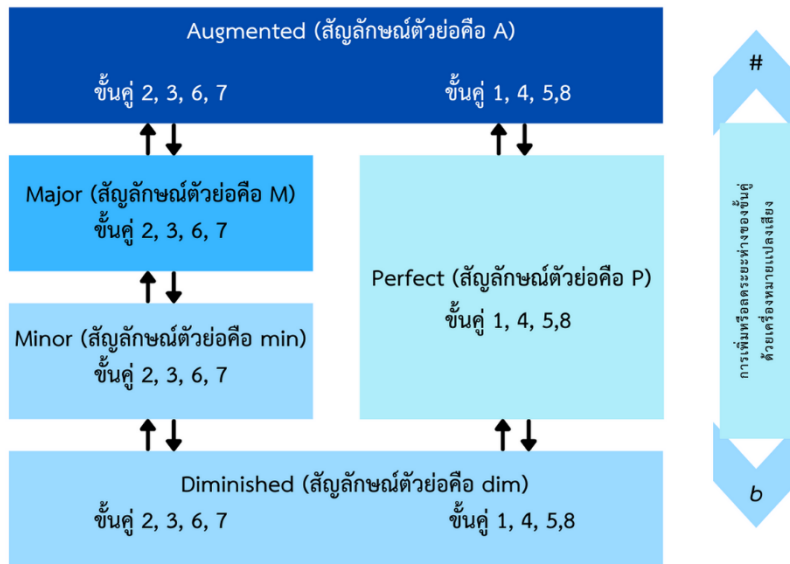 Augmented (สัญลักษณ์ตัวย่อคือ A)
ขั้นคู่ 2, 3, 6, 7
ขั้นคู่ 1, 4, 5,8
Major (สัญลักษณ์ตัวย่อคือ M)
ขั้นคู่ 2, 3, 6, 7
Minor (สัญลักษณ์ตัวย่อคือ min)
ขั้นคู่ 2, 3, 6, 7
Perfect (สัญลักษณ์ตัวย่อคือ P)
ขั้นคู่ 1, 4, 5,8
Diminished (สัญลักษณ์ตัวย่อคือ dim)
ขั้นคู่ 2, 3, 6, 7
ขั้นคู่ 1, 4, 5,8
#
การเพิ่มหรือลดระยะห่างของขั้นคู่
ด้วยเครื่องหมายแปลงเสียง
b